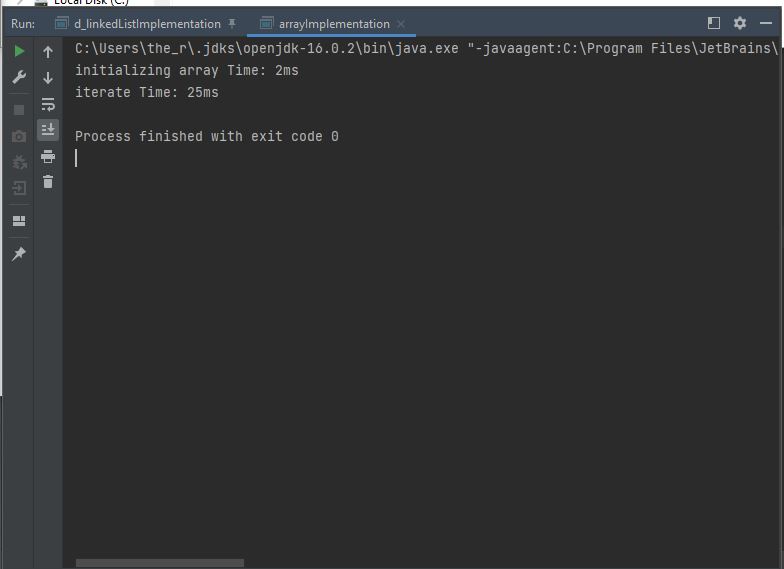 Local Disk (C:)
Run: d_linkedListImplementation arrayImplementation
C:\Users\the_r\.jdks\openjdk-16.0.2\bin\java.exe "-javaagent:C:\Program Files\JetBrains\
initializing array Time: 2ms
iterate Time: 25ms
Process finished with exit code 0